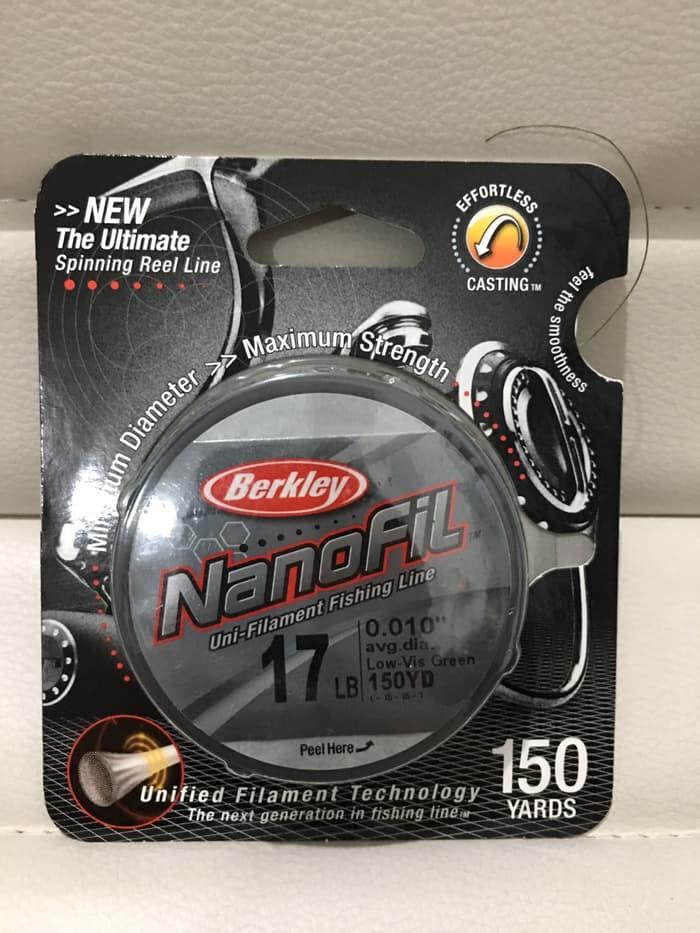 >> NEW
The Ultimate
Spinning Reel Line
EFFORTLESS
CASTING™
feel the smoothness
Minimum Diameter >> Maximum Strength
Berkley
NanoFil™
Uni-Filament Fishing Line
17 LB
0.010"
avg.dia.
Low-Vis Green
150YD
Peel Here
150
YARDS
Unified Filament Technology
The next generation in fishing line™